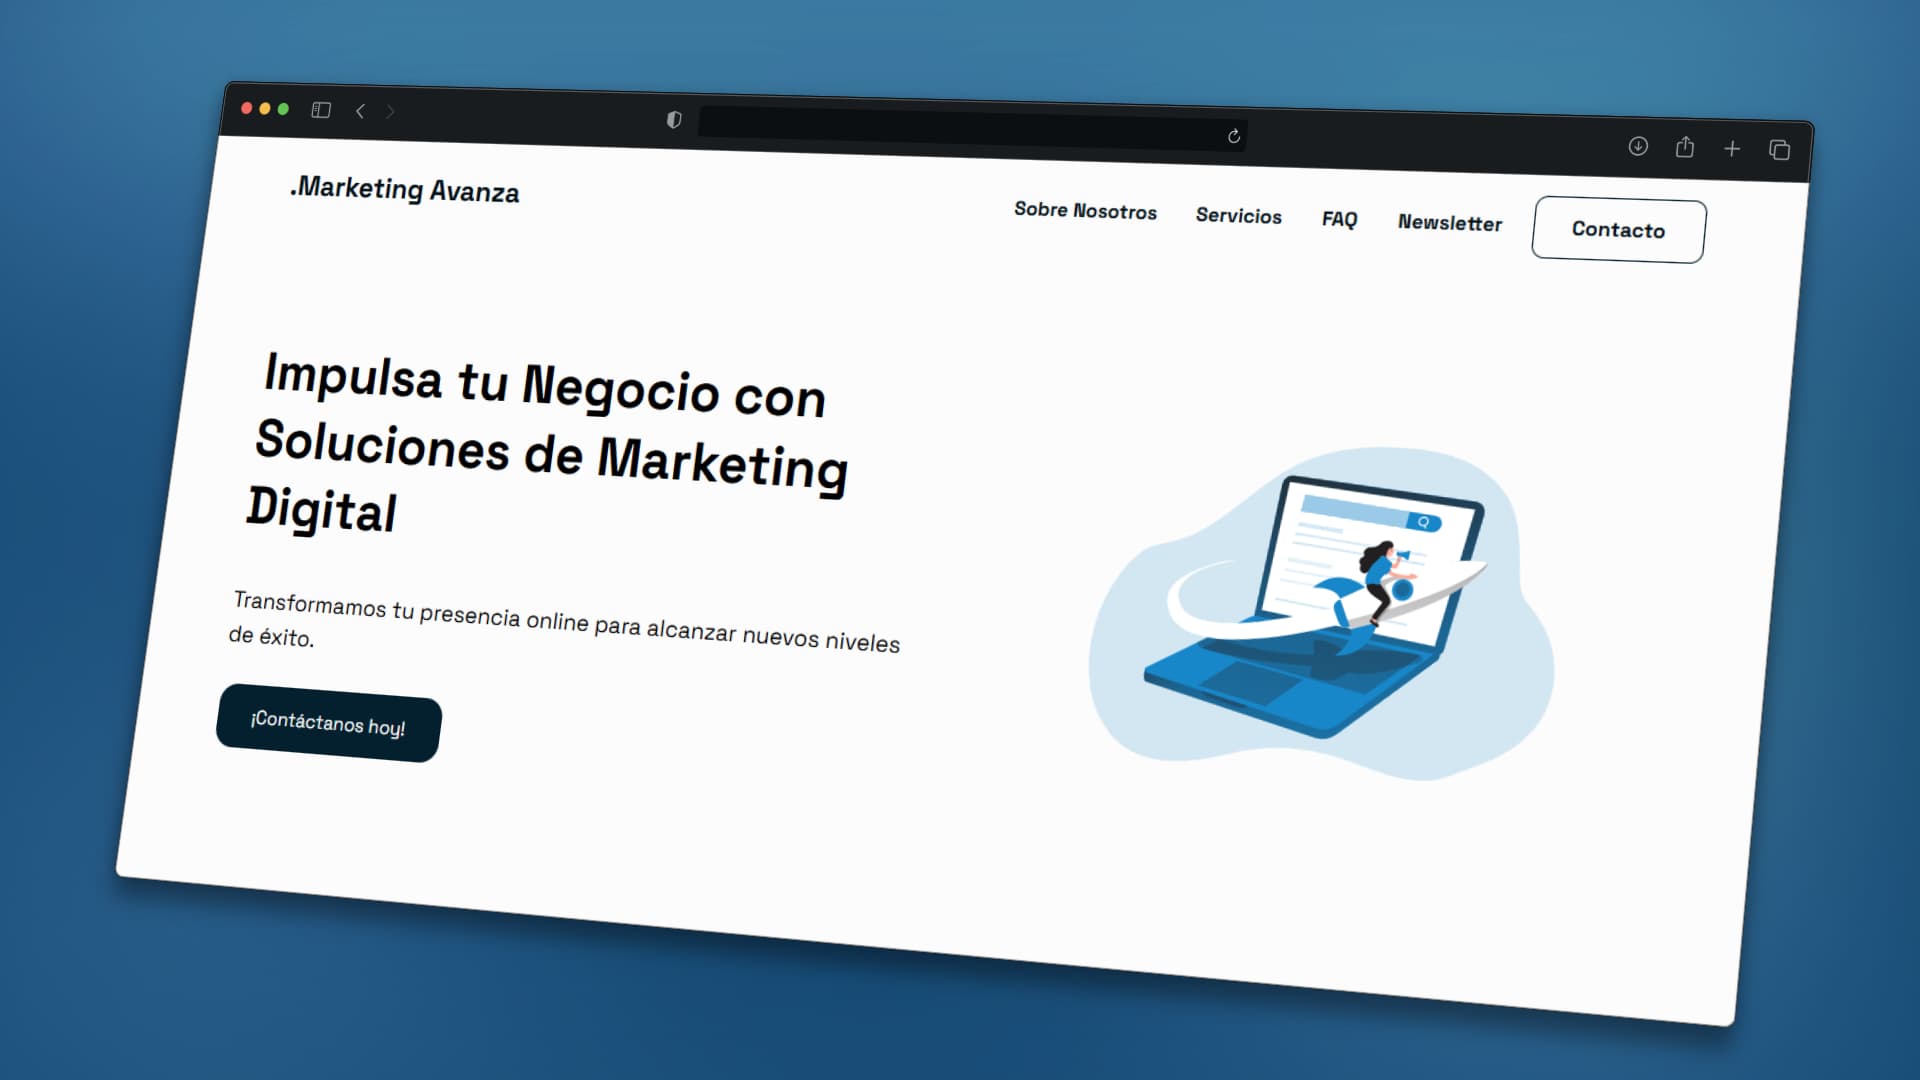 .Marketing Avanza
Sobre Nosotros
Servicios
FAQ
Newsletter
Contacto
Impulsa tu Negocio con
Soluciones de Marketing
Digital
Transformamos tu presencia online para alcanzar nuevos niveles
de éxito.
¡Contáctanos hoy!